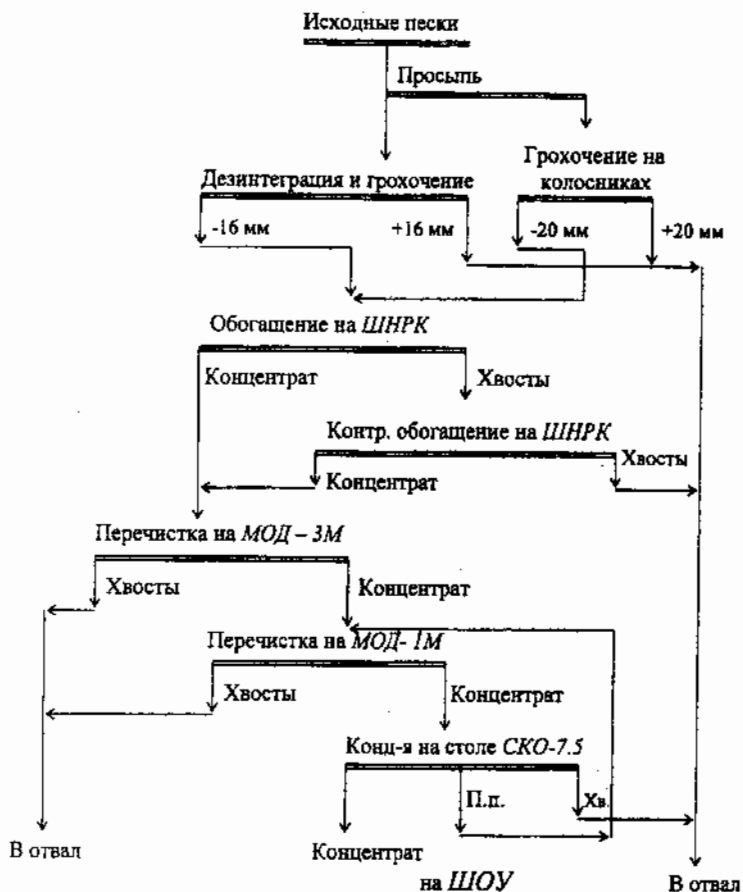 Исходные пески
Просыпь
Грохочение на
колосниках
Дезинтеграция и грохочение
-16 мм
+16 мм
-20 мм
+20 мм
Обогащение на ШНРК
Концентрат
Хвосты
Контр. обогащение на ШНРК
Концентрат
Хвосты
Перечистка на МОД – 3М
Хвосты
Концентрат
Перечистка на МОД- 1М
Хвосты
Концентрат
Конд-я на столе СКО-7.5
П.п.
Хв.
В отвал
Концентрат
на ШОУ
В отвал